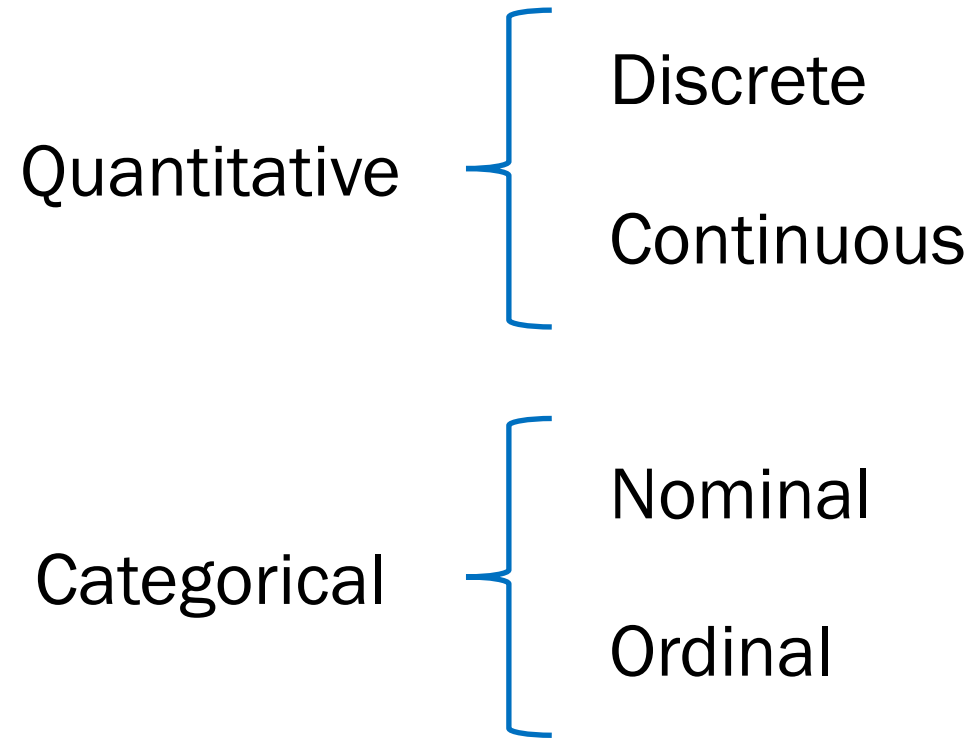 Quantitative
Discrete
Continuous
Categorical
Nominal
Ordinal